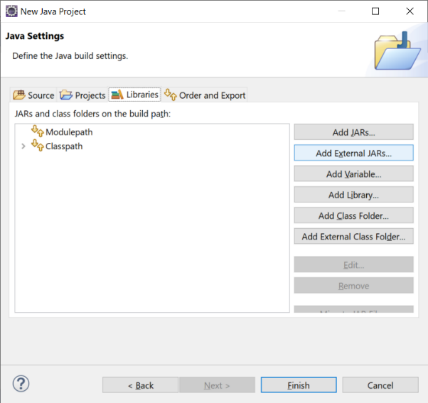 New Java Project
Java Settings
Define the Java build settings.
Source Projects Libraries Order and Export
JARs and class folders on the build path:
Modulepath
Classpath
Add JARs...
Add External JARs...
Add Variable...
Add Library...
Add Class Folder...
Add External Class Folder...
Edit...
Remove
< Back
Next >
Finish
Cancel